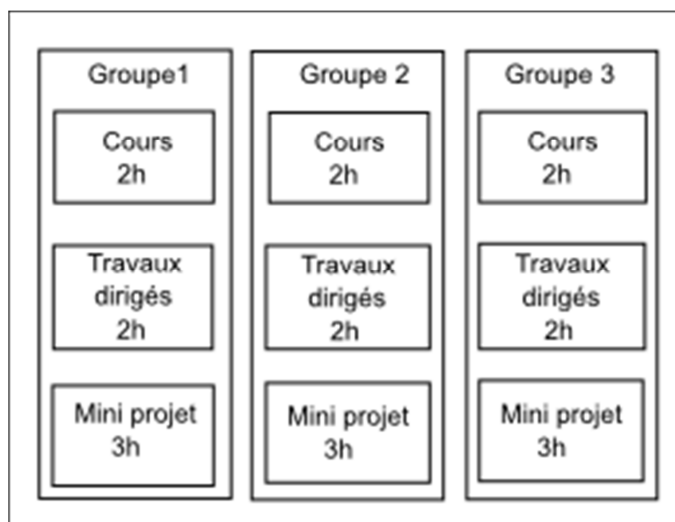 Groupe1
Cours
2h
Travaux
dirigés
2h
Mini projet
3h
Groupe 2
Cours
2h
Travaux
dirigés
2h
Mini projet
3h
Groupe 3
Cours
2h
Travaux
dirigés
2h
Mini projet
3h